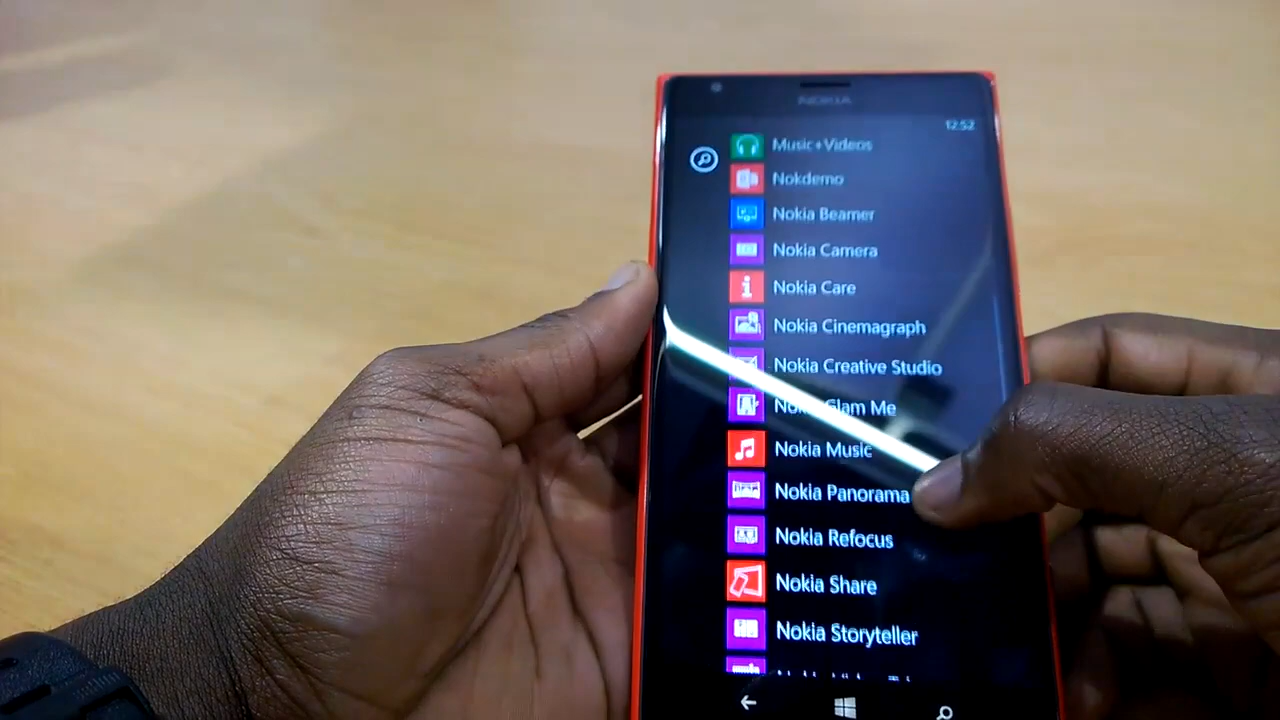 NOKIA
12:52
Music+Videos
Nokdemo
Nokia Beamer
Nokia Camera
Nokia Care
Nokia Cinemagraph
Nokia Creative Studio
Nokia Glam Me
Nokia Music
Nokia Panorama
Nokia Refocus
Nokia Share
Nokia Storyteller